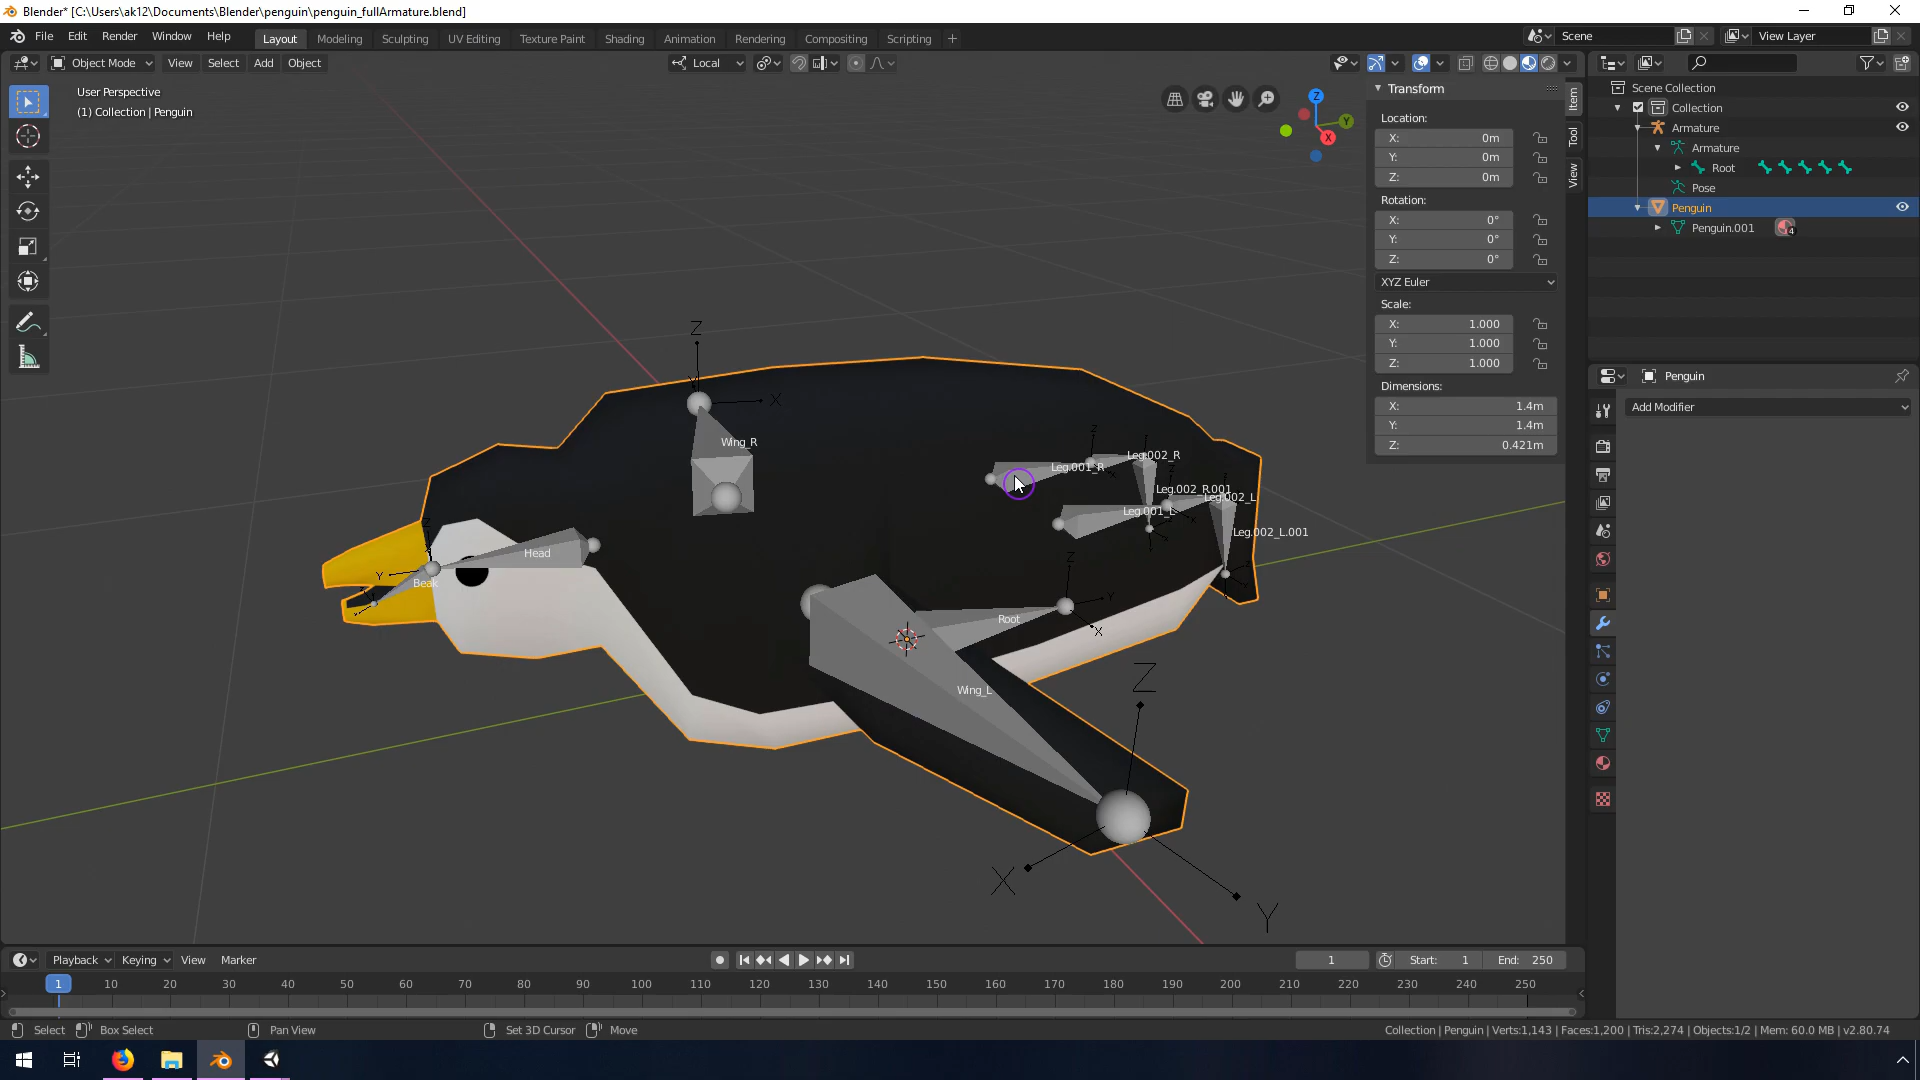 Blender* [C:\Users\ak12\Documents\Blender\penguin\penguin_fullArmature.blend]
File Edit Render Window Help Layout Modeling Sculpting UV Editing Texture Paint Shading Animation Rendering Compositing Scripting + Scene View Layer
Object Mode View Select Add Object Local
User Perspective
(1) Collection | Penguin
Z
X
Wing_R
Z
Y
Head
Beak
Z
Leg.001_R
Leg.002_R
Leg.002_R.001
Leg.002_L
Leg.001_L
Leg.002_L.001
Z
Y
X
Root
Wing_L
Z
X
Y
Z
Y
X
Transform
Location:
X: 0m
Y: 0m
Z: 0m
Rotation:
X: 0°
Y: 0°
Z: 0°
XYZ Euler
Scale:
X: 1.000
Y: 1.000
Z: 1.000
Dimensions:
X: 1.4m
Y: 1.4m
Z: 0.421m
Item
Tool
View
Scene Collection
Collection
Armature
Armature
Root
Pose
Penguin
Penguin.001 4
Penguin
Add Modifier
Playback Keying View Marker 1 Start: 1 End: 250
1 10 20 30 40 50 60 70 80 90 100 110 120 130 140 150 160 170 180 190 200 210 220 230 240 250
Select Box Select Pan View Set 3D Cursor Move Collection | Penguin | Verts:1,143 | Faces:1,200 | Tris:2,274 | Objects:1/2 | Mem: 60.0 MB | v2.80.74